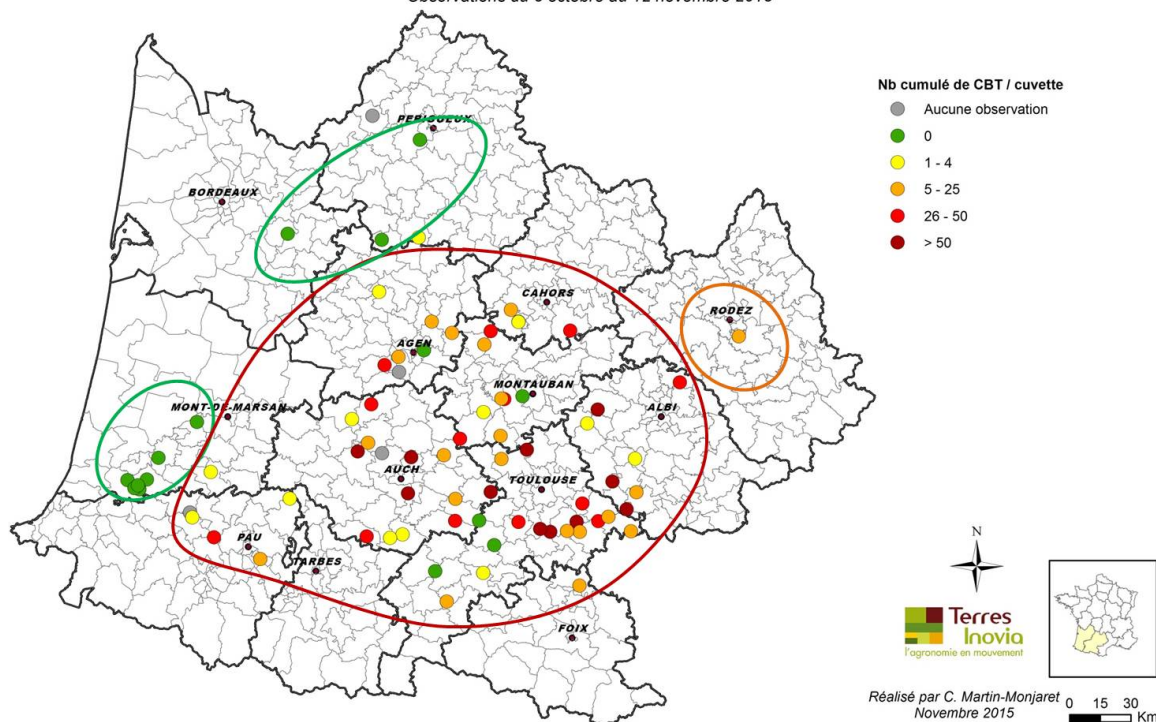 Nb cumulé de CBT / cuvette
Aucune observation
0
1 - 4
5 - 25
26 - 50
> 50
PERIGUEUX
BORDEAUX
CAHORS
RODEZ
AGEN
MONTAUBAN
MONT-DE-MARSAN
ALBI
AUCH
TOULOUSE
PAU
TARBES
FOIX
N
Terres
Inovia
l'agronomie en mouvement
Réalisé par C. Martin-Monjaret
Novembre 2015
0 15 30
Km